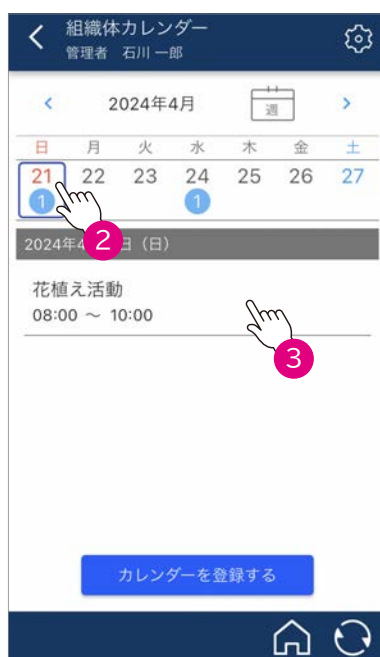 組織体カレンダー
管理者 石川 一郎
2024年4月
週
日 月 火 水 木 金 土
21 22 23 24 25 26 27
1 1
2
2024年4 日（日）
花植え活動
08:00 ～ 10:00
3
カレンダーを登録する